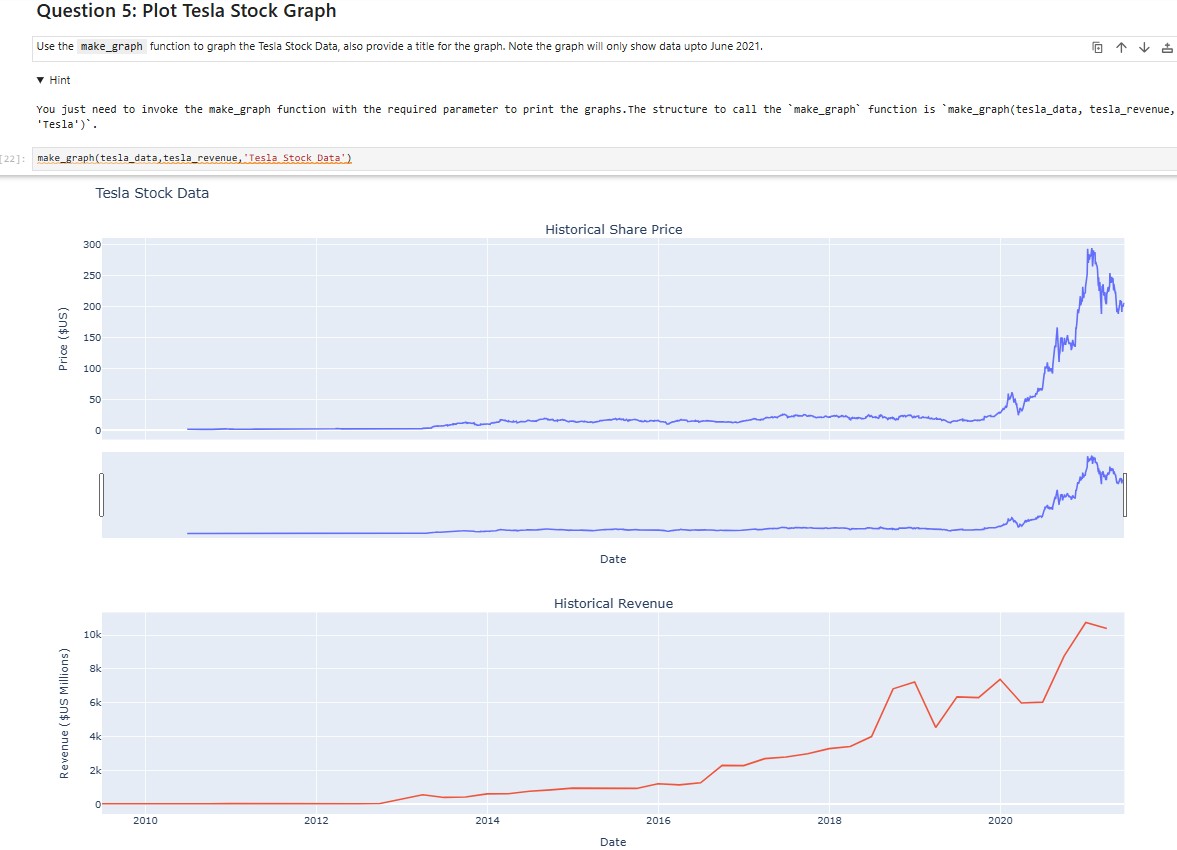 Question 5: Plot Tesla Stock Graph
Use the make_graph function to graph the Tesla Stock Data, also provide a title for the graph. Note the graph will only show data upto June 2021.
▼ Hint
You just need to invoke the make_graph function with the required parameter to print the graphs.The structure to call the `make_graph` function is `make_graph(tesla_data, tesla_revenue,
'Tesla')`.
[22]: make_graph(tesla_data,tesla_revenue,'Tesla Stock Data')
Tesla Stock Data
Historical Share Price
300
250
200
150
100
50
0
Price ($US)
Date
Historical Revenue
10k
8k
6k
4k
2k
0
Revenue ($US Millions)
2010 2012 2014 2016 2018 2020
Date